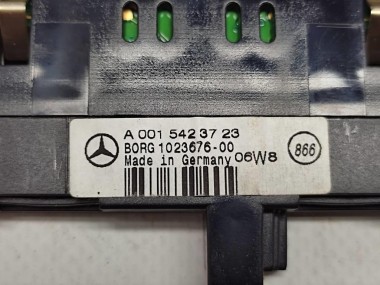 A 001 542 37 23
BORG 1023676-00
Made in Germany 06W8
866